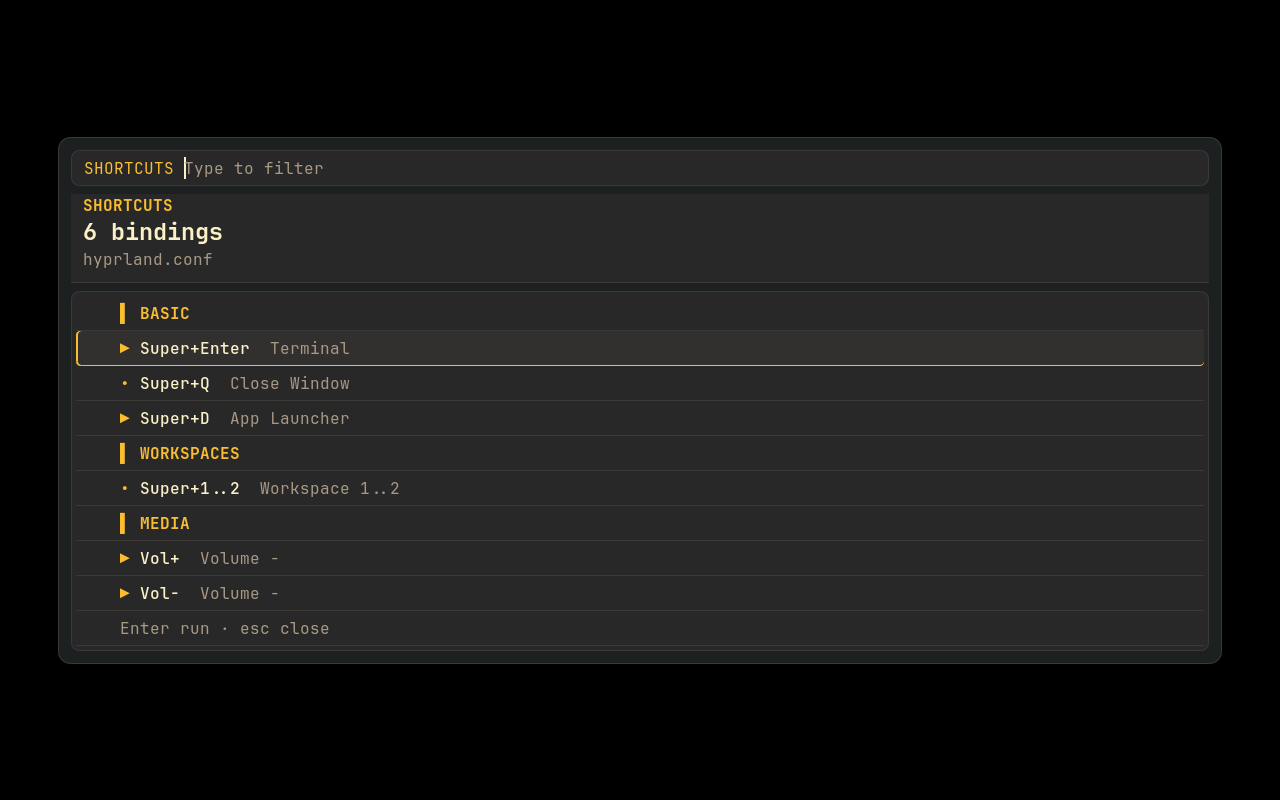 SHORTCUTS Type to filter
SHORTCUTS
6 bindings
hyprland.conf
▌ BASIC
▶ Super+Enter  Terminal
• Super+Q  Close Window
▶ Super+D  App Launcher
▌ WORKSPACES
• Super+1..2  Workspace 1..2
▌ MEDIA
▶ Vol+  Volume -
▶ Vol-  Volume -
Enter run · esc close